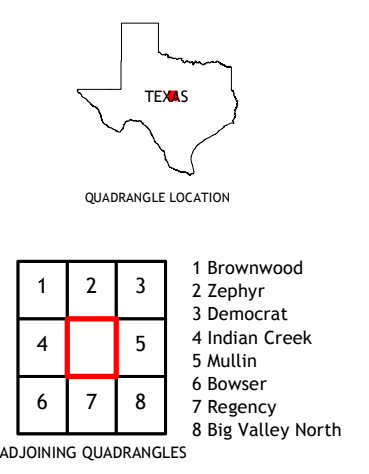 TEXAS
QUADRANGLE LOCATION
1 2 3
4 5
6 7 8
1 Brownwood
2 Zephyr
3 Democrat
4 Indian Creek
5 Mullin
6 Bowser
7 Regency
8 Big Valley North
ADJOINING QUADRANGLES